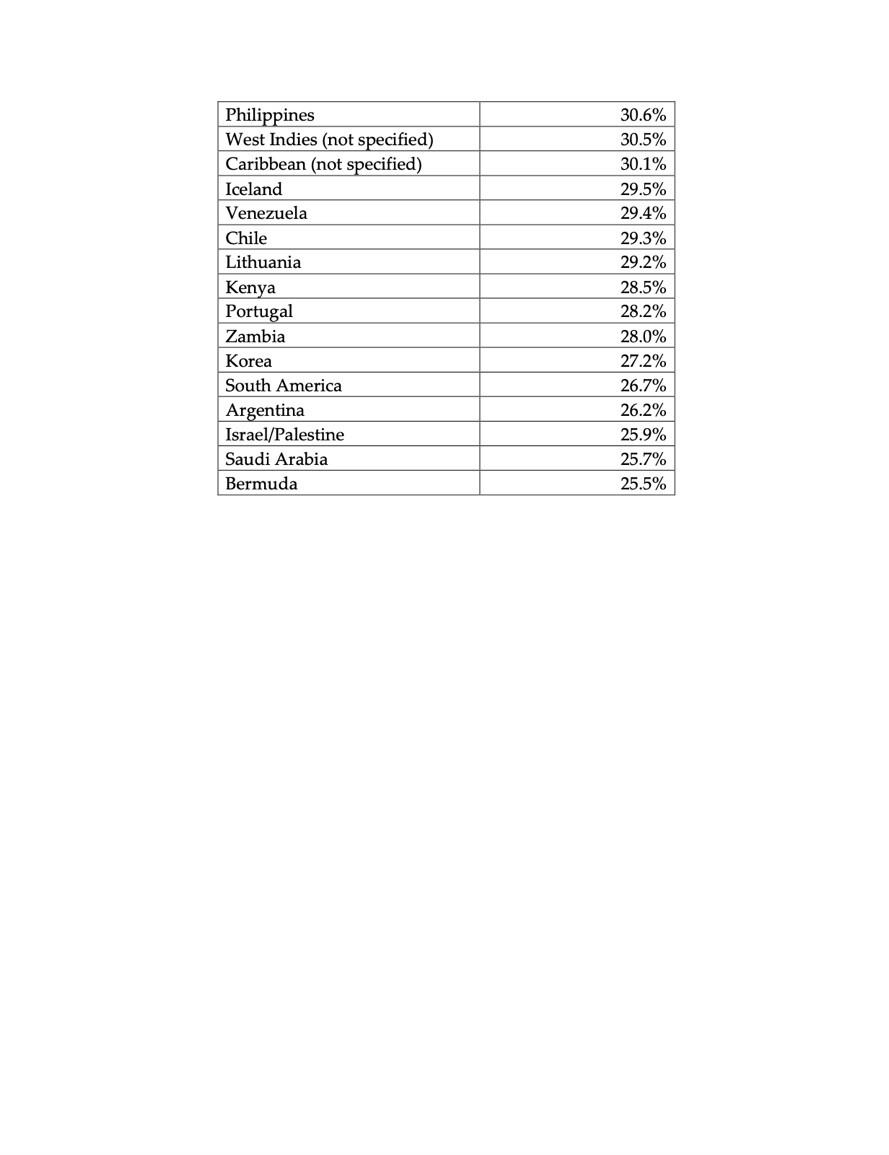 Philippines 30.6%
West Indies (not specified) 30.5%
Caribbean (not specified) 30.1%
Iceland 29.5%
Venezuela 29.4%
Chile 29.3%
Lithuania 29.2%
Kenya 28.5%
Portugal 28.2%
Zambia 28.0%
Korea 27.2%
South America 26.7%
Argentina 26.2%
Israel/Palestine 25.9%
Saudi Arabia 25.7%
Bermuda 25.5%